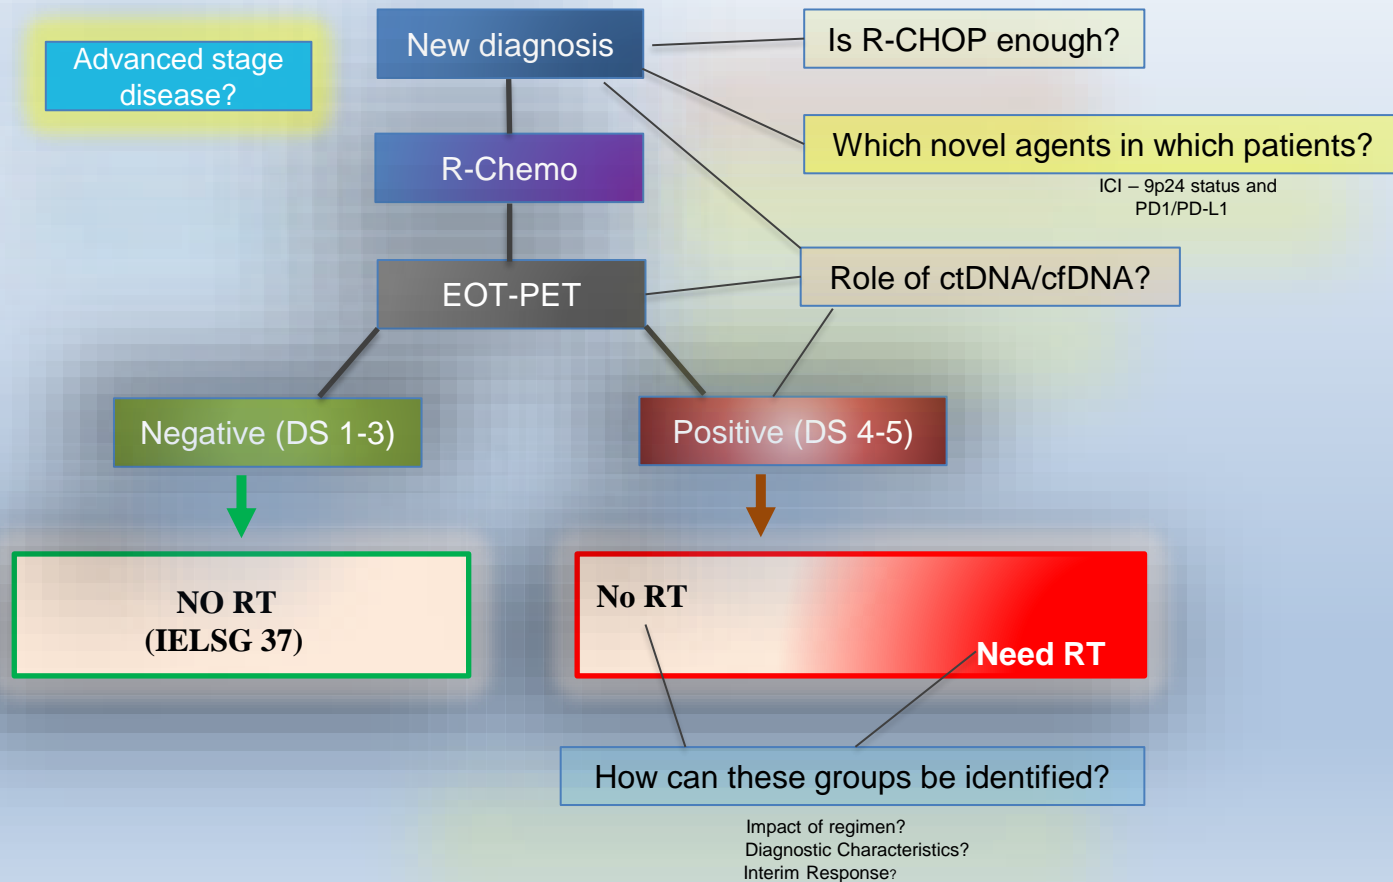 Advanced stage
disease?
New diagnosis
Is R-CHOP enough?
Which novel agents in which patients?
ICI – 9p24 status and
PD1/PD-L1
R-Chemo
EOT-PET
Role of ctDNA/cfDNA?
Negative (DS 1-3)
Positive (DS 4-5)
NO RT
(IELSG 37)
No RT
Need RT
How can these groups be identified?
Impact of regimen?
Diagnostic Characteristics?
Interim Response?